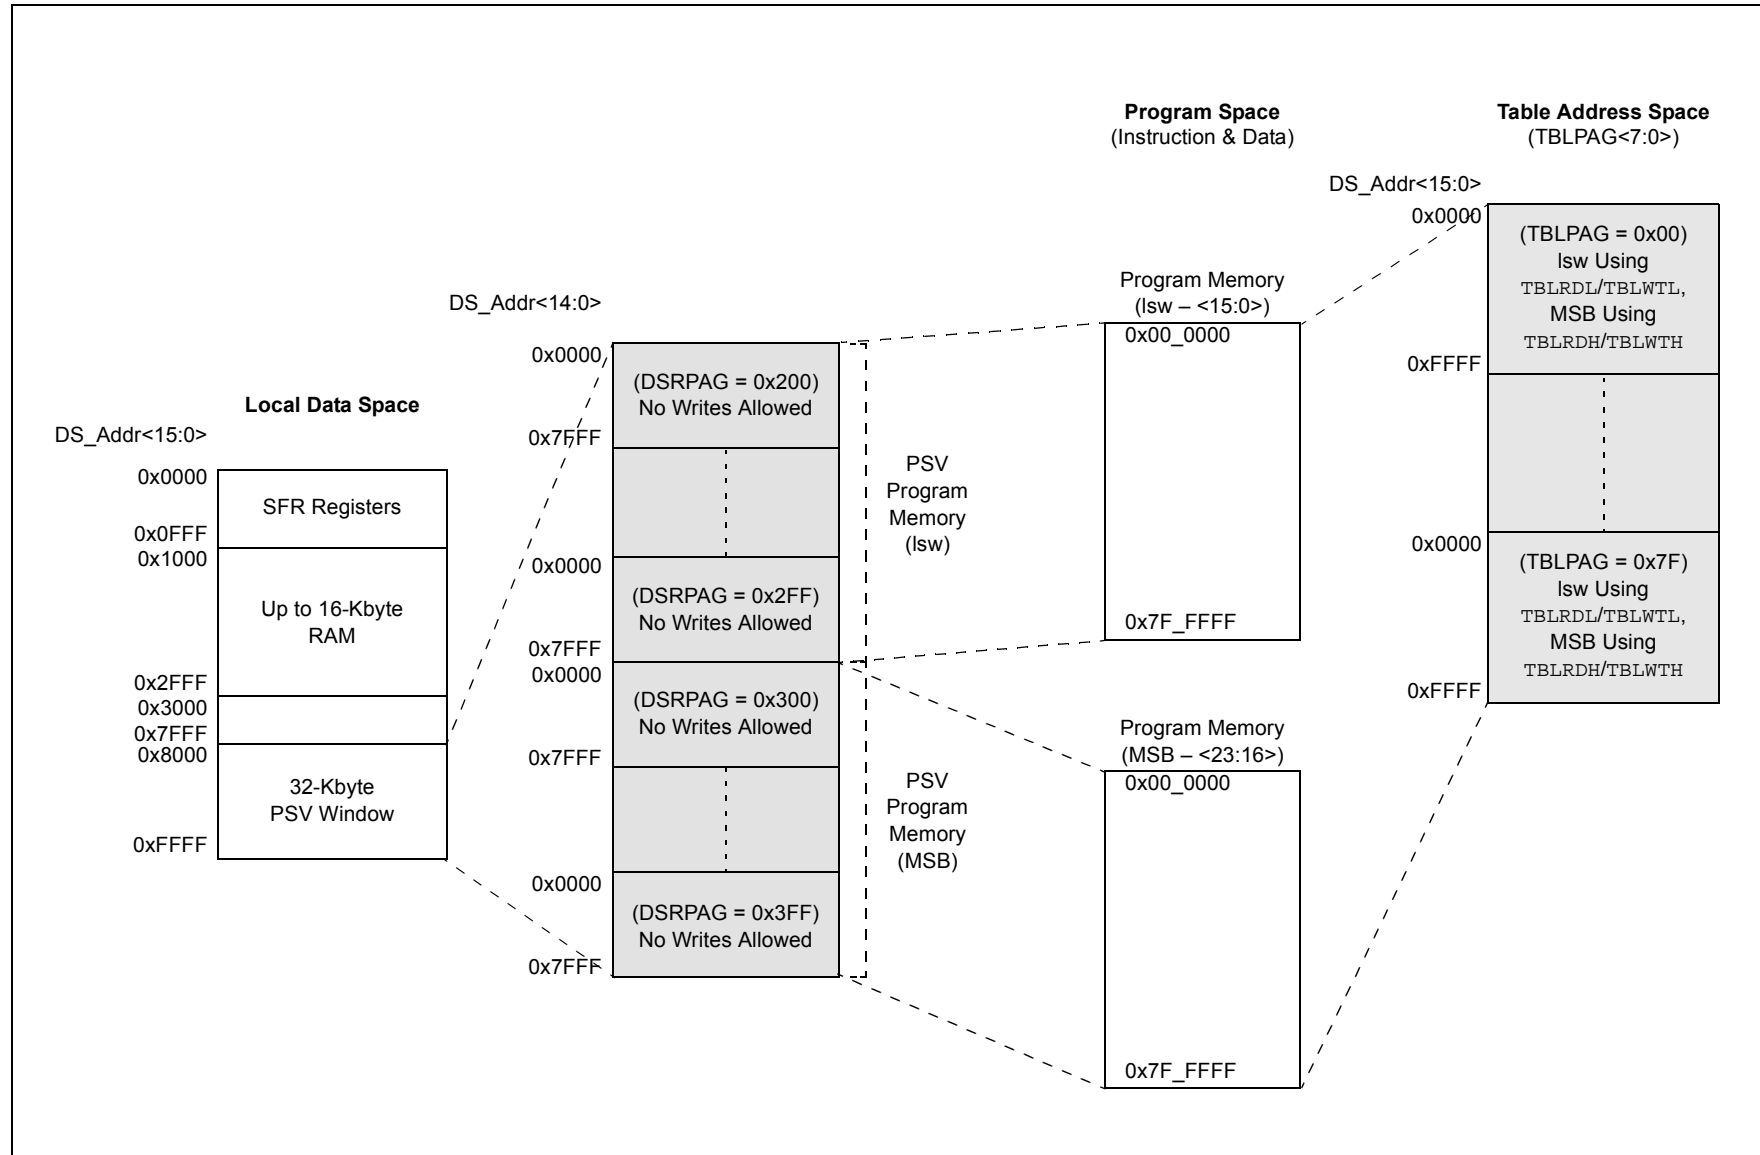 Local Data Space
DS_Addr<15:0>
0x0000
SFR Registers
0x0FFF
0x1000
Up to 16-Kbyte
RAM
0x2FFF
0x3000
0x7FFF
0x8000
32-Kbyte
PSV Window
0xFFFF
DS_Addr<14:0>
0x0000
(DSRPAG = 0x200)
No Writes Allowed
0x7FFF
0x0000
(DSRPAG = 0x2FF)
No Writes Allowed
0x7FFF
0x0000
(DSRPAG = 0x300)
No Writes Allowed
0x7FFF
0x0000
(DSRPAG = 0x3FF)
No Writes Allowed
0x7FFF
PSV
Program
Memory
(lsw)
PSV
Program
Memory
(MSB)
Program Space
(Instruction & Data)
Program Memory
(lsw – <15:0>)
0x00_0000
0x7F_FFFF
Program Memory
(MSB – <23:16>)
0x00_0000
0x7F_FFFF
Table Address Space
(TBLPAG<7:0>)
DS_Addr<15:0>
0x0000
(TBLPAG = 0x00)
lsw Using
TBLRDL/TBLWTL,
MSB Using
TBLRDH/TBLWTH
0xFFFF
0x0000
(TBLPAG = 0x7F)
lsw Using
TBLRDL/TBLWTL,
MSB Using
TBLRDH/TBLWTH
0xFFFF